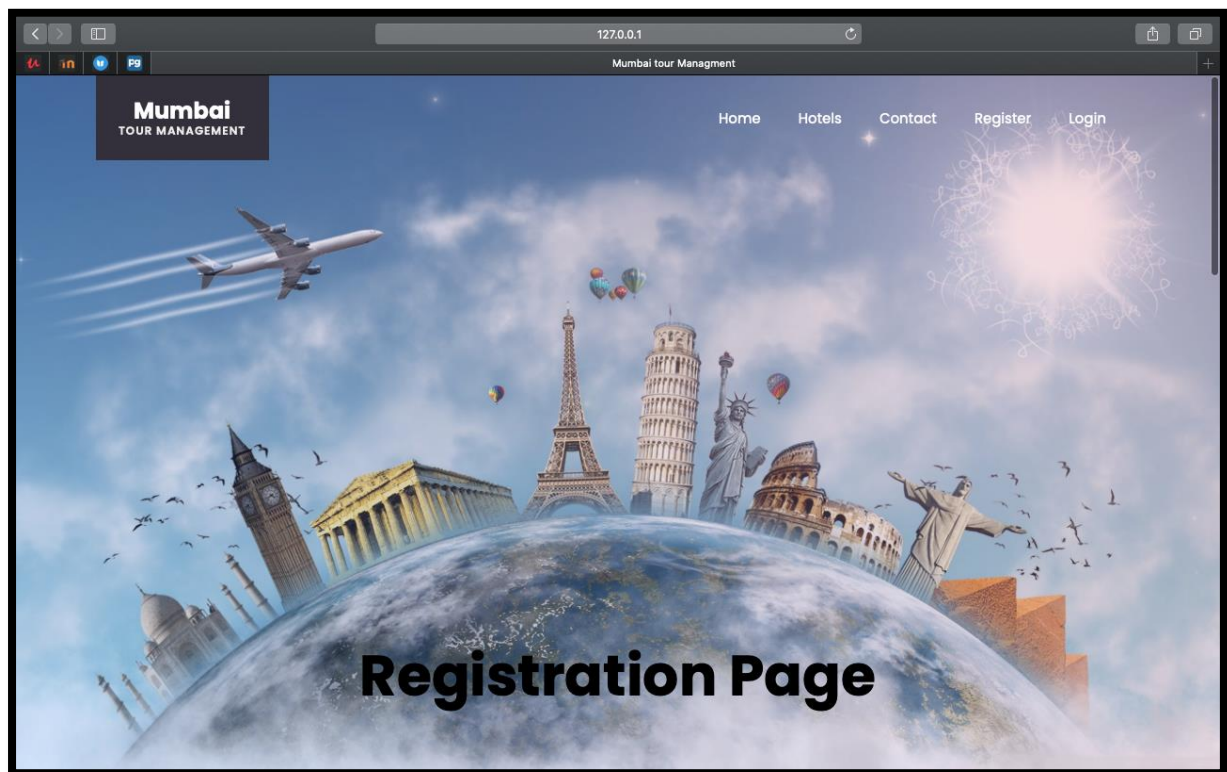 127.0.0.1
Mumbai tour Managment
Mumbai
TOUR MANAGEMENT
Home Hotels Contact Register Login
Registration Page